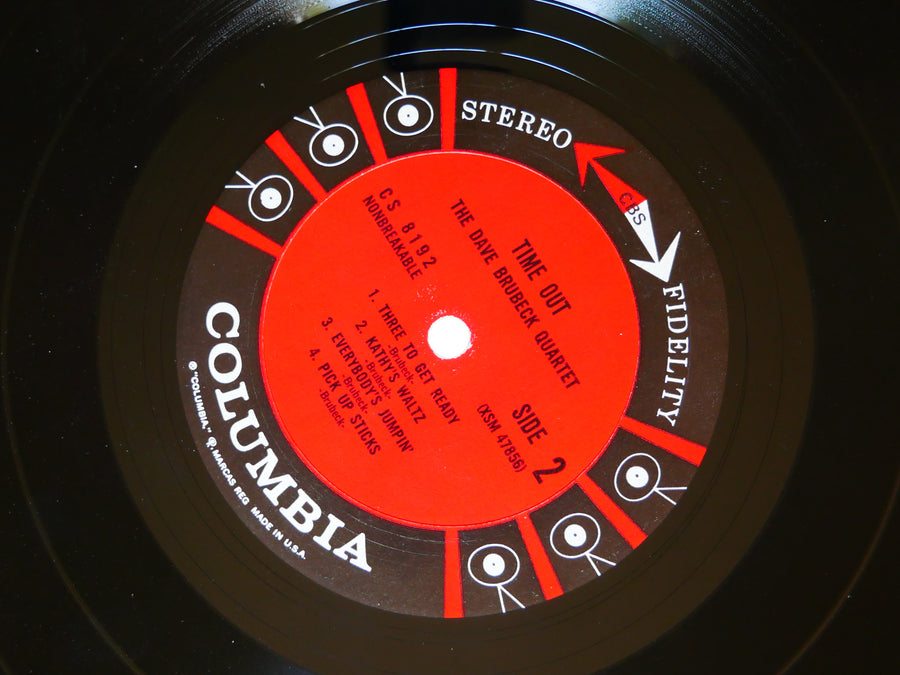 STEREO
CBS
FIDELITY
TIME OUT
THE DAVE BRUBECK QUARTET
CS 8192
NONBREAKABLE
SIDE 2
(XSM 47856)
1. THREE TO GET READY
-Brubeck-
2. KATHY'S WALTZ
-Brubeck-
3. EVERYBODY'S JUMPIN'
-Brubeck-
4. PICK UP STICKS
-Brubeck-
COLUMBIA
® "COLUMBIA," ℗, MARCAS REG MADE IN U.S.A.